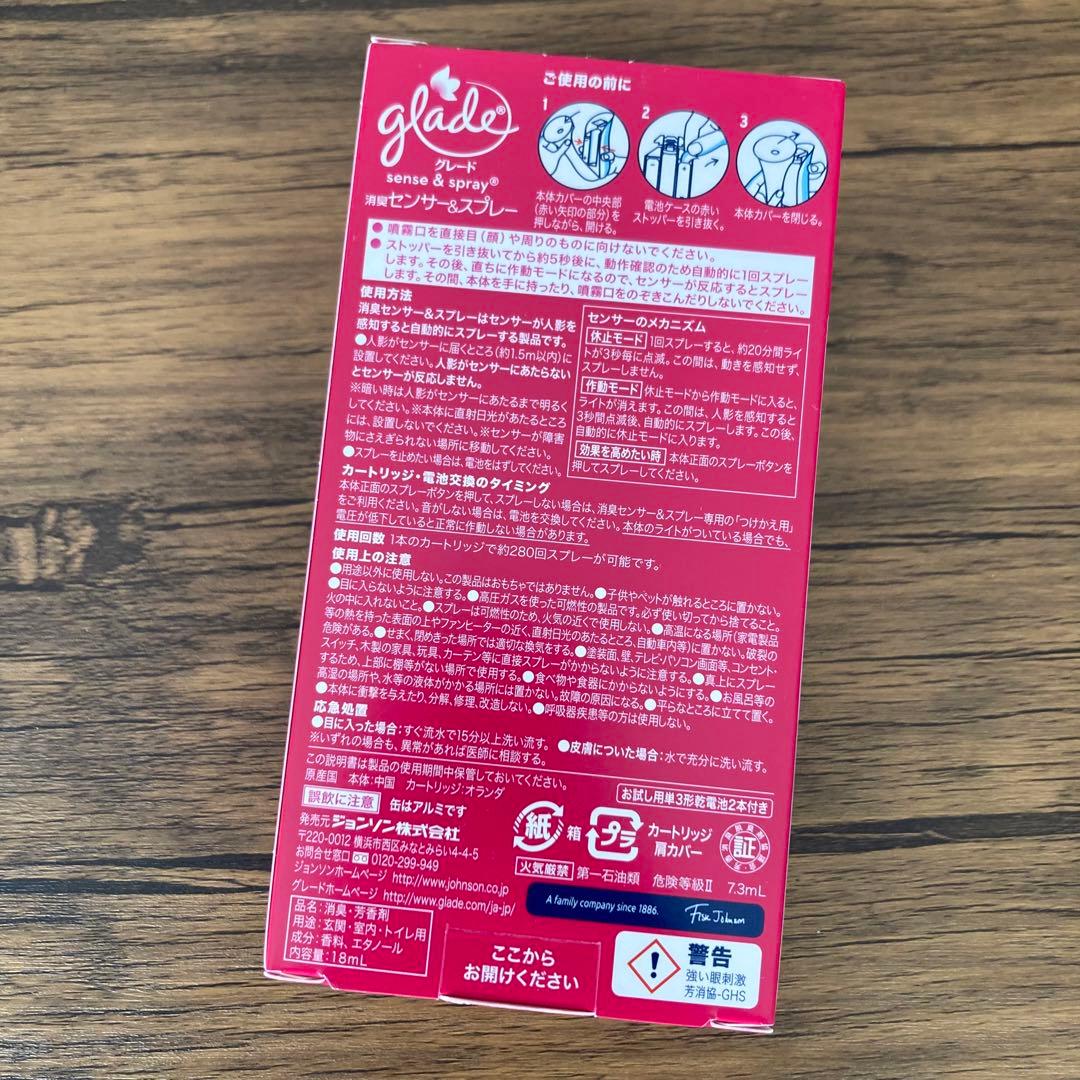 glade®
グレード
sense & spray®
消臭センサー&スプレー
ご使用の前に
1
本体カバーの中央部
(赤い矢印の部分)を
押しながら、開ける。
2
電池ケースの赤い
ストッパーを引き抜く。
3
本体カバーを閉じる。
●噴霧口を直接目(顔)や周りのものに向けないでください。
●ストッパーを引き抜いてから約5秒後に、動作確認のため自動的に1回スプレー
します。その後、直ちに作動モードになるので、センサーが反応するとスプレー
します。その間、本体を手に持ったり、噴霧口をのぞきこんだりしないでください。
使用方法
消臭センサー&スプレーはセンサーが人影を
感知すると自動的にスプレーする製品です。
●人影がセンサーに届くところ(約1.5m以内)に
設置してください。人影がセンサーにあたらない
とセンサーが反応しません。
※暗い時は人影がセンサーにあたるまで明るく
してください。※本体に直射日光があたるところ
には、設置しないでください。※センサーが障害
物にさえぎられない場所に移動してください。
●スプレーを止めたい場合は、電池をはずしてください。
センサーのメカニズム
休止モード 1回スプレーすると、約20分間ライ
トが3秒毎に点滅。この間は、動きを感知せず、
スプレーしません。
作動モード 休止モードから作動モードに入ると、
ライトが消えます。この間は、人影を感知すると
3秒間点滅後、自動的にスプレーします。この後、
自動的に休止モードに入ります。
効果を高めたい時 本体正面のスプレーボタンを
押してスプレーしてください。
カートリッジ・電池交換のタイミング
本体正面のスプレーボタンを押して、スプレーしない場合は、消臭センサー&スプレー専用の「つけかえ用」
をご利用ください。音がしない場合は、電池を交換してください。本体のライトがついている場合でも、
電圧が低下していると正常に作動しない場合があります。
使用回数 1本のカートリッジで約280回スプレーが可能です。
使用上の注意
●用途以外に使用しない。この製品はおもちゃではありません。●子供やペットが触れるところに置かない。
●目に入らないように注意する。●高圧ガスを使った可燃性の製品です。必ず使い切ってから捨てること。
火の中に入れないこと。●スプレーは可燃性のため、火気の近くで使用しない。●高温になる場所(家電製品
等の熱を持った表面の上やファンヒーターの近く、直射日光のあたるところ、自動車内等)に置かない。破裂の
危険がある。●せまく、閉めきった場所では適切な換気をする。●塗装面、壁、テレビ・パソコン画面等、コンセント・
スイッチ、木製の家具、玩具、カーテン等に直接スプレーがかからないように注意する。●真上にスプレー
するため、上部に棚等がない場所で使用する。●食べ物や食器にかからないようにする。●お風呂等の
高湿の場所や、水等の液体がかかる場所には置かない。故障の原因になる。●平らなところに立てて置く。
●本体に衝撃を与えたり、分解、修理、改造しない。●呼吸器疾患等の方は使用しない。
応急処置
●目に入った場合:すぐ流水で15分以上洗い流す。 ●皮膚についた場合:水で充分に洗い流す。
※いずれの場合も、異常があれば医師に相談する。
この説明書は製品の使用期間中保管しておいてください。
原産国 本体:中国 カートリッジ:オランダ
お試し用単3形乾電池2本付き
誤飲に注意 缶はアルミです
発売元 ジョンソン株式会社
〒220-0012 横浜市西区みなとみらい4-4-5
お問合せ窓口 0120-299-949
ジョンソンホームページ http://www.johnson.co.jp
グレードホームページ http://www.glade.com/ja-jp/
紙 箱 プラ カートリッジ
肩カバー
証
火気厳禁 第一石油類 危険等級Ⅱ 7.3mL
A family company since 1886. Fisk Johnson
品名:消臭・芳香剤
用途:玄関・室内・トイレ用
成分:香料、エタノール
内容量:18mL
ここから
お開けください
警告
強い眼刺激
芳消協-GHS